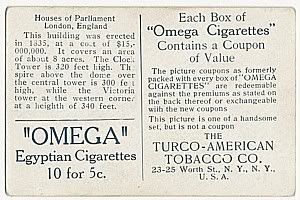 Houses of Parliament
London, England
This building was erected
in 1835, at a cost of $15,-
000,000. It covers an area
of about 8 acres. The Clock
Tower is 320 feet high. The
spire above the dome over
the central tower is 300 feet
high, while the Victoria
tower at the western corner
is at a height of 340 feet.
"OMEGA"
Egyptian Cigarettes
10 for 5c.
Each Box of
"Omega Cigarettes"
Contains a Coupon
of Value
The picture coupons as formerly
packed with every box of "OMEGA
CIGARETTES" are redeemable
against the premiums as stated on
the back thereof or exchangeable
with the new coupons
This picture is one of a handsome
set, but is not a coupon
THE
TURCO-AMERICAN
TOBACCO CO.
23-25 Worth St., N. Y., N. Y.,
U. S. A.